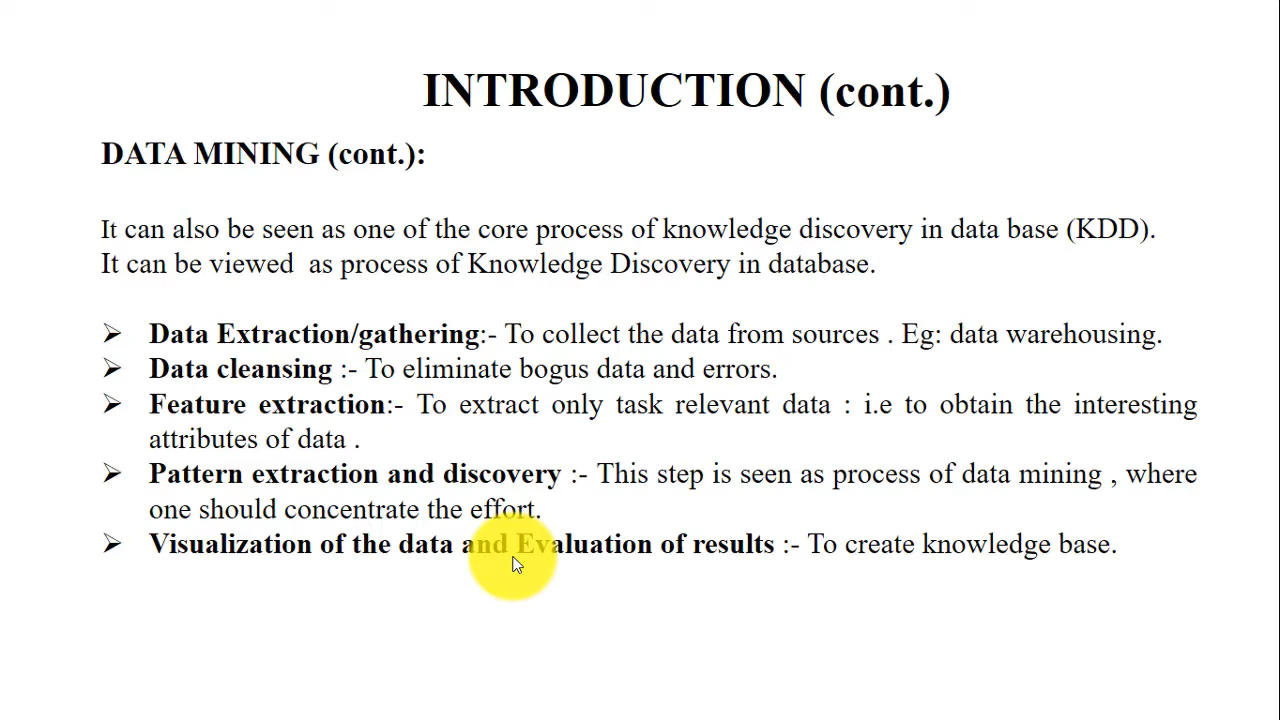 INTRODUCTION (cont.)
DATA MINING (cont.):
It can also be seen as one of the core process of knowledge discovery in data base (KDD).
It can be viewed  as process of Knowledge Discovery in database.
➢ Data Extraction/gathering:- To collect the data from sources . Eg: data warehousing.
➢ Data cleansing :- To eliminate bogus data and errors.
➢ Feature extraction:- To extract only task relevant data : i.e to obtain the interesting
attributes of data .
➢ Pattern extraction and discovery :- This step is seen as process of data mining , where
one should concentrate the effort.
➢ Visualization of the data and Evaluation of results :- To create knowledge base.